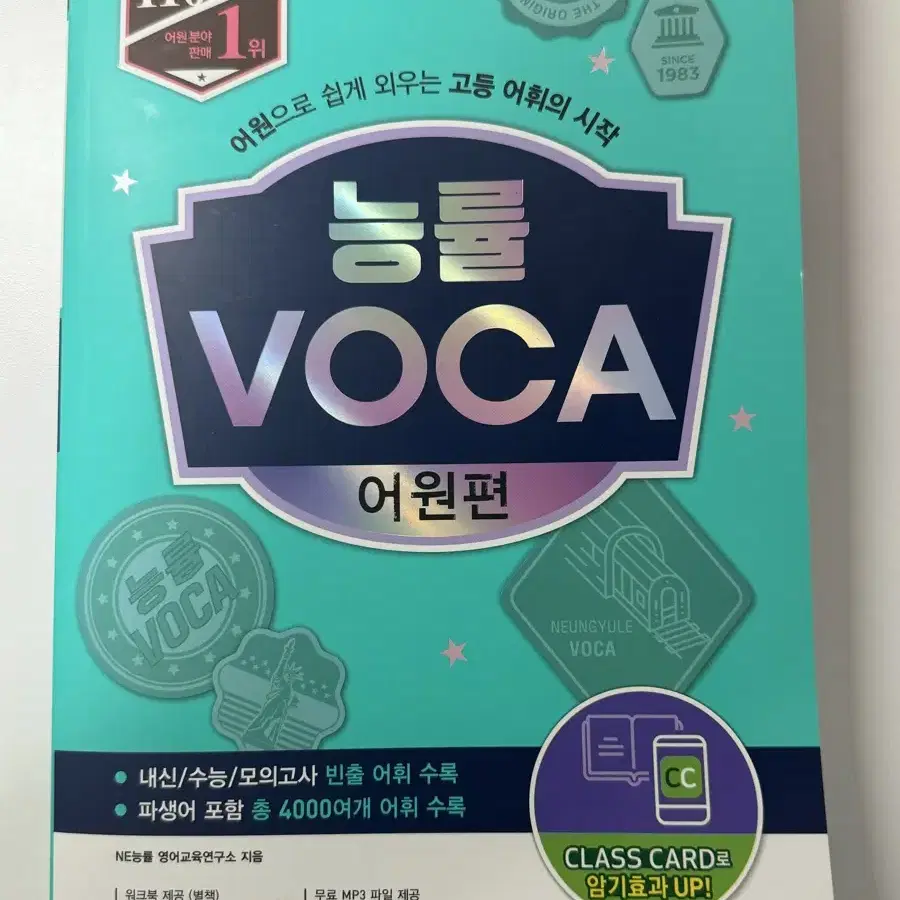 어원 분야
판매 1위
THE ORIGIN
SINCE
1983
어원으로 쉽게 외우는 고등 어휘의 시작
능률
VOCA
어원편
능률
VOCA
NEUNGYULE
VOCA
내신/수능/모의고사 빈출 어휘 수록
파생어 포함 총 4000여개 어휘 수록
CC
CLASS CARD로
암기효과 UP!
NE능률 영어교육연구소 지음
워크북 제공 (별책)
무료 MP3 파일 제공